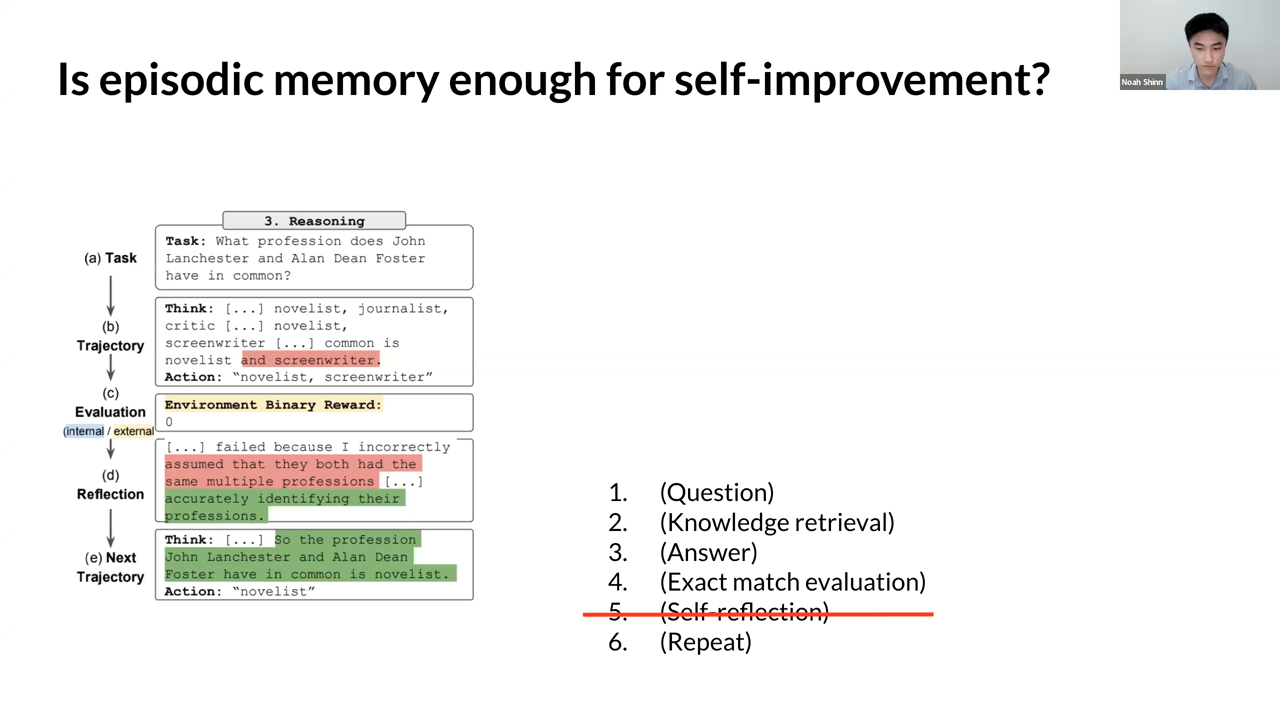 Is episodic memory enough for self-improvement?
Noah Shinn
3. Reasoning
(a) Task
Task: What profession does John
Lanchester and Alan Dean Foster
have in common?
(b)
Trajectory
Think: [...] novelist, journalist,
critic [...] novelist,
screenwriter [...] common is
novelist and screenwriter.
Action: “novelist, screenwriter”
(c)
Evaluation
(internal / external
Environment Binary Reward:
0
(d)
Reflection
[...] failed because I incorrectly
assumed that they both had the
same multiple professions [...]
accurately identifying their
professions.
(e) Next
Trajectory
Think: [...] So the profession
John Lanchester and Alan Dean
Foster have in common is novelist.
Action: “novelist”
1. (Question)
2. (Knowledge retrieval)
3. (Answer)
4. (Exact match evaluation)
5. (Self-reflection)
6. (Repeat)